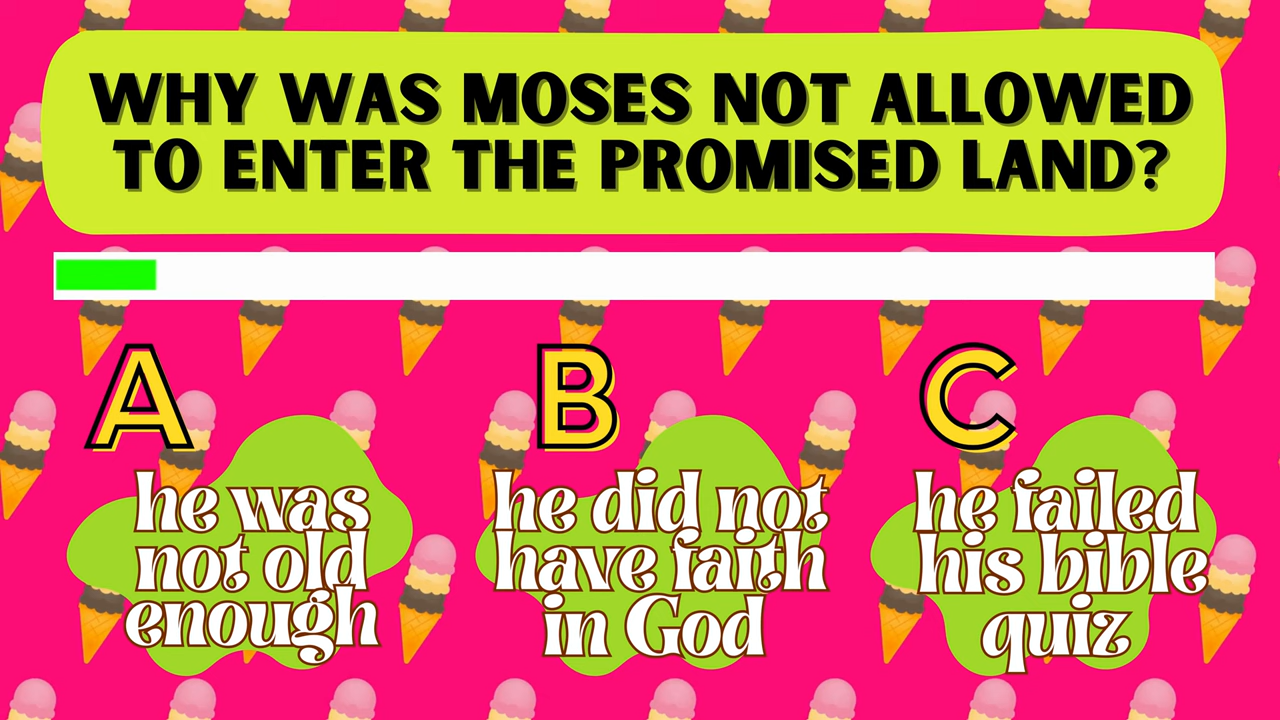 WHY WAS MOSES NOT ALLOWED
TO ENTER THE PROMISED LAND?
A
he was
not old
enough
B
he did not
have faith
in God
C
he failed
his bible
quiz